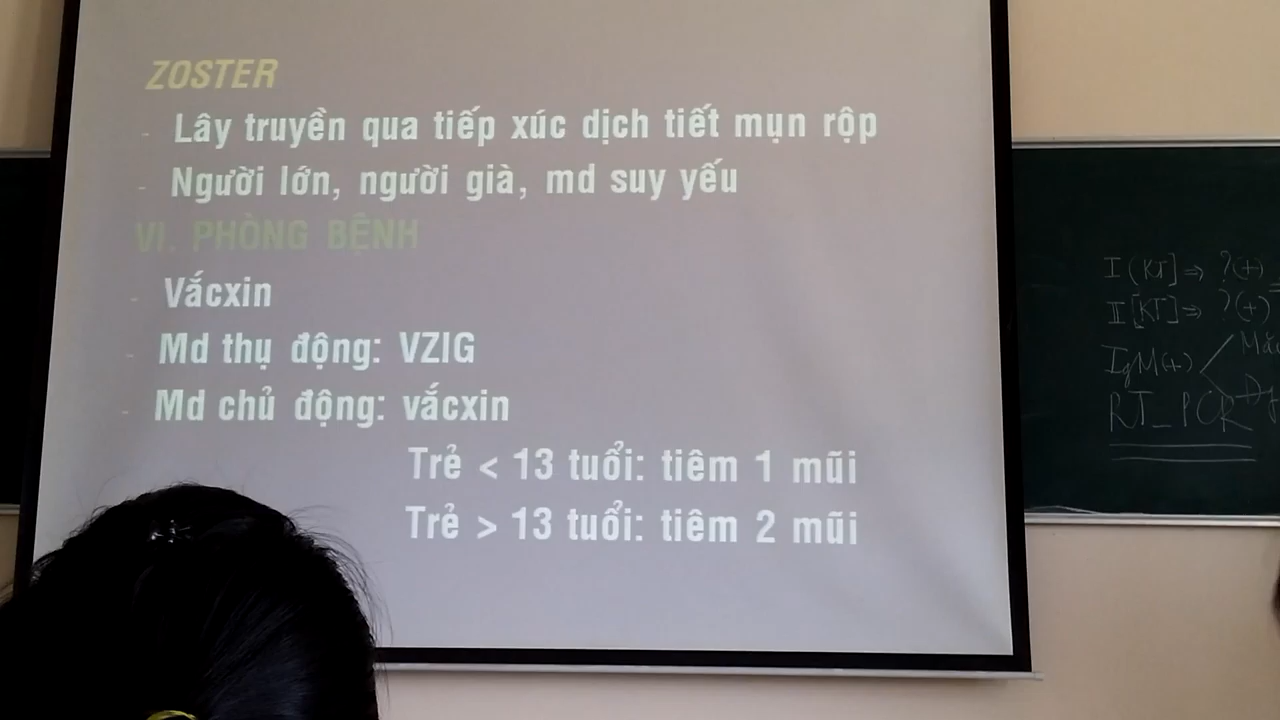 ZOSTER
- Lây truyền qua tiếp xúc dịch tiết mụn rộp
- Người lớn, người già, md suy yếu
VI. PHÒNG BỆNH
- Vắcxin
- Md thụ động: VZIG
- Md chủ động: vắcxin
Trẻ < 13 tuổi: tiêm 1 mũi
Trẻ > 13 tuổi: tiêm 2 mũi
I (KT] => ? (+)
II [KT] => ? (+)
IgM (+)
RT_PCR